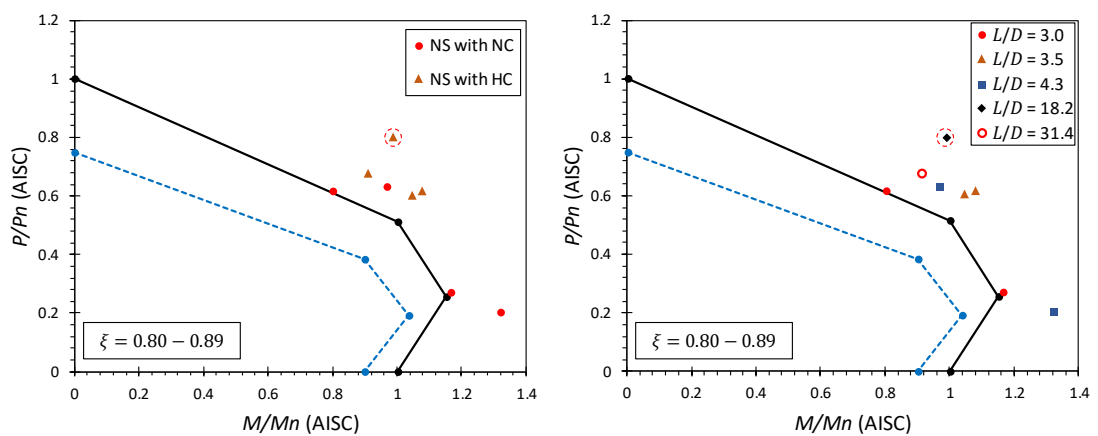 1.2
1
0.8
0.6
0.4
0.2
0
P/Pn (AISC)
NS with NC
NS with HC
ξ = 0.80 − 0.89
0 0.2 0.4 0.6 0.8 1 1.2 1.4
M/Mn (AISC)
1.2
1
0.8
0.6
0.4
0.2
0
P/Pn (AISC)
L/D = 3.0
L/D = 3.5
L/D = 4.3
L/D = 18.2
L/D = 31.4
ξ = 0.80 − 0.89
0 0.2 0.4 0.6 0.8 1 1.2 1.4
M/Mn (AISC)